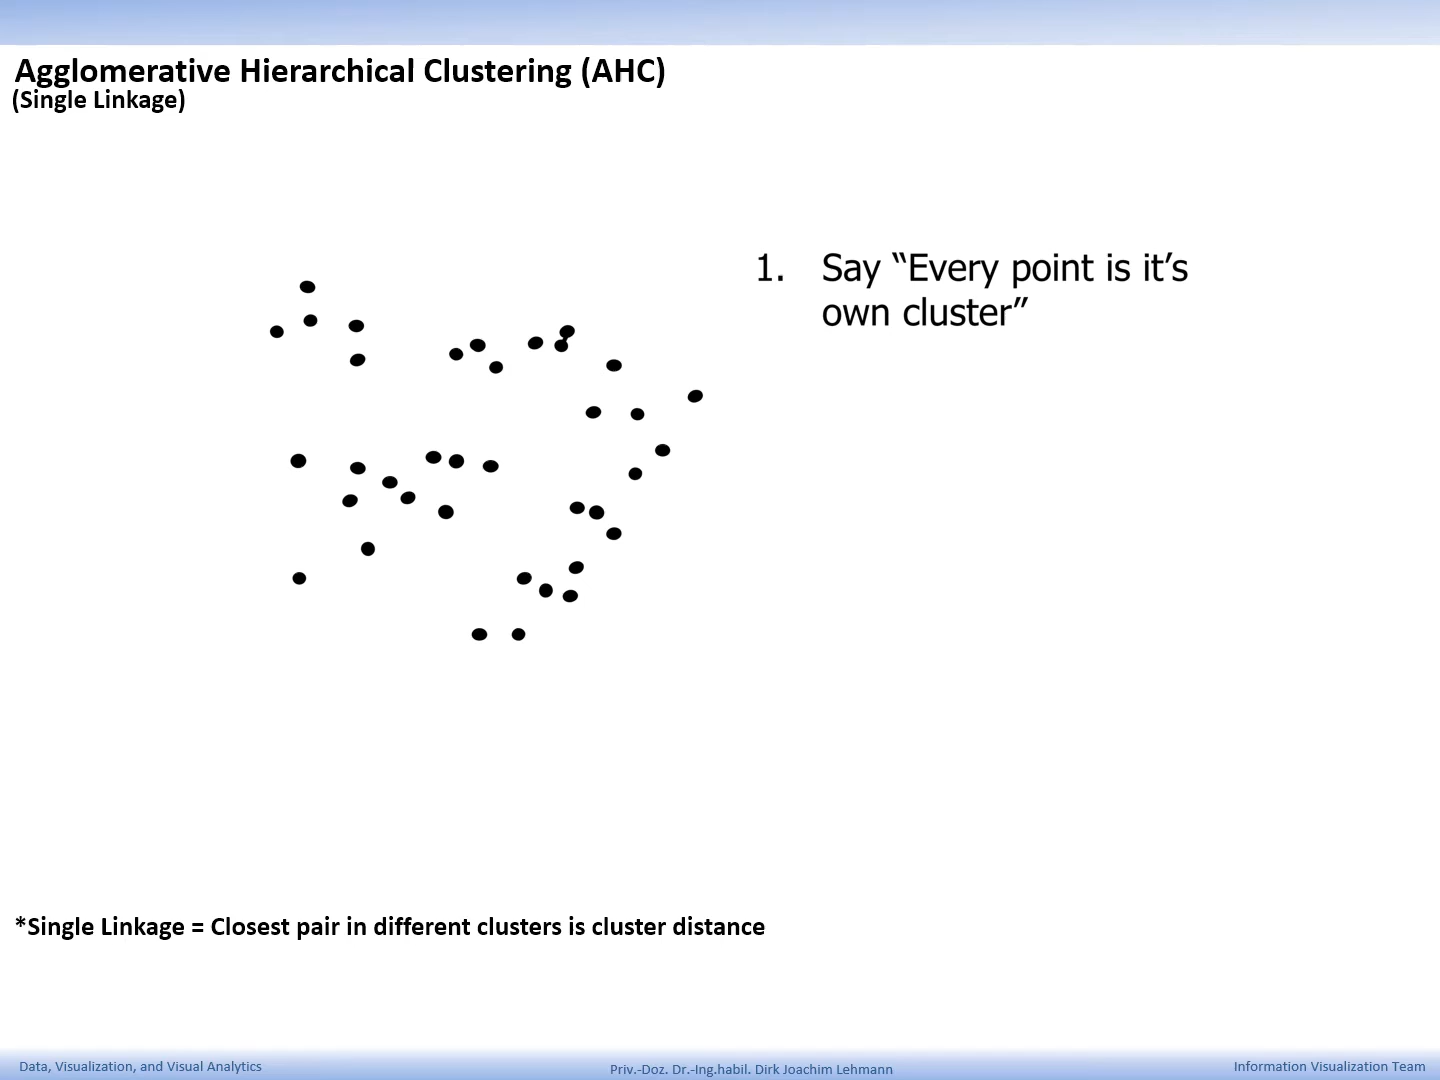 Agglomerative Hierarchical Clustering (AHC)
(Single Linkage)
1. Say “Every point is it’s
own cluster”
*Single Linkage = Closest pair in different clusters is cluster distance
Data, Visualization, and Visual Analytics
Priv.-Doz. Dr.-Ing.habil. Dirk Joachim Lehmann
Information Visualization Team